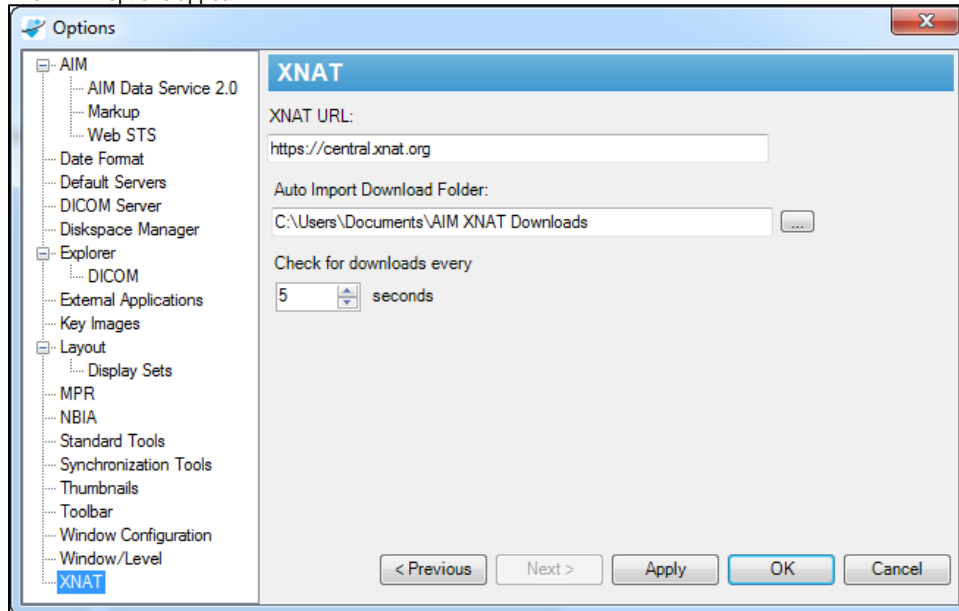 Options
x
AIM
AIM Data Service 2.0
Markup
Web STS
Date Format
Default Servers
DICOM Server
Diskspace Manager
Explorer
DICOM
External Applications
Key Images
Layout
Display Sets
MPR
NBIA
Standard Tools
Synchronization Tools
Thumbnails
Toolbar
Window Configuration
Window/Level
XNAT
XNAT
XNAT URL:
https://central.xnat.org
Auto Import Download Folder:
C:\Users\Documents\AIM XNAT Downloads
...
Check for downloads every
5 seconds
< Previous Next > Apply OK Cancel